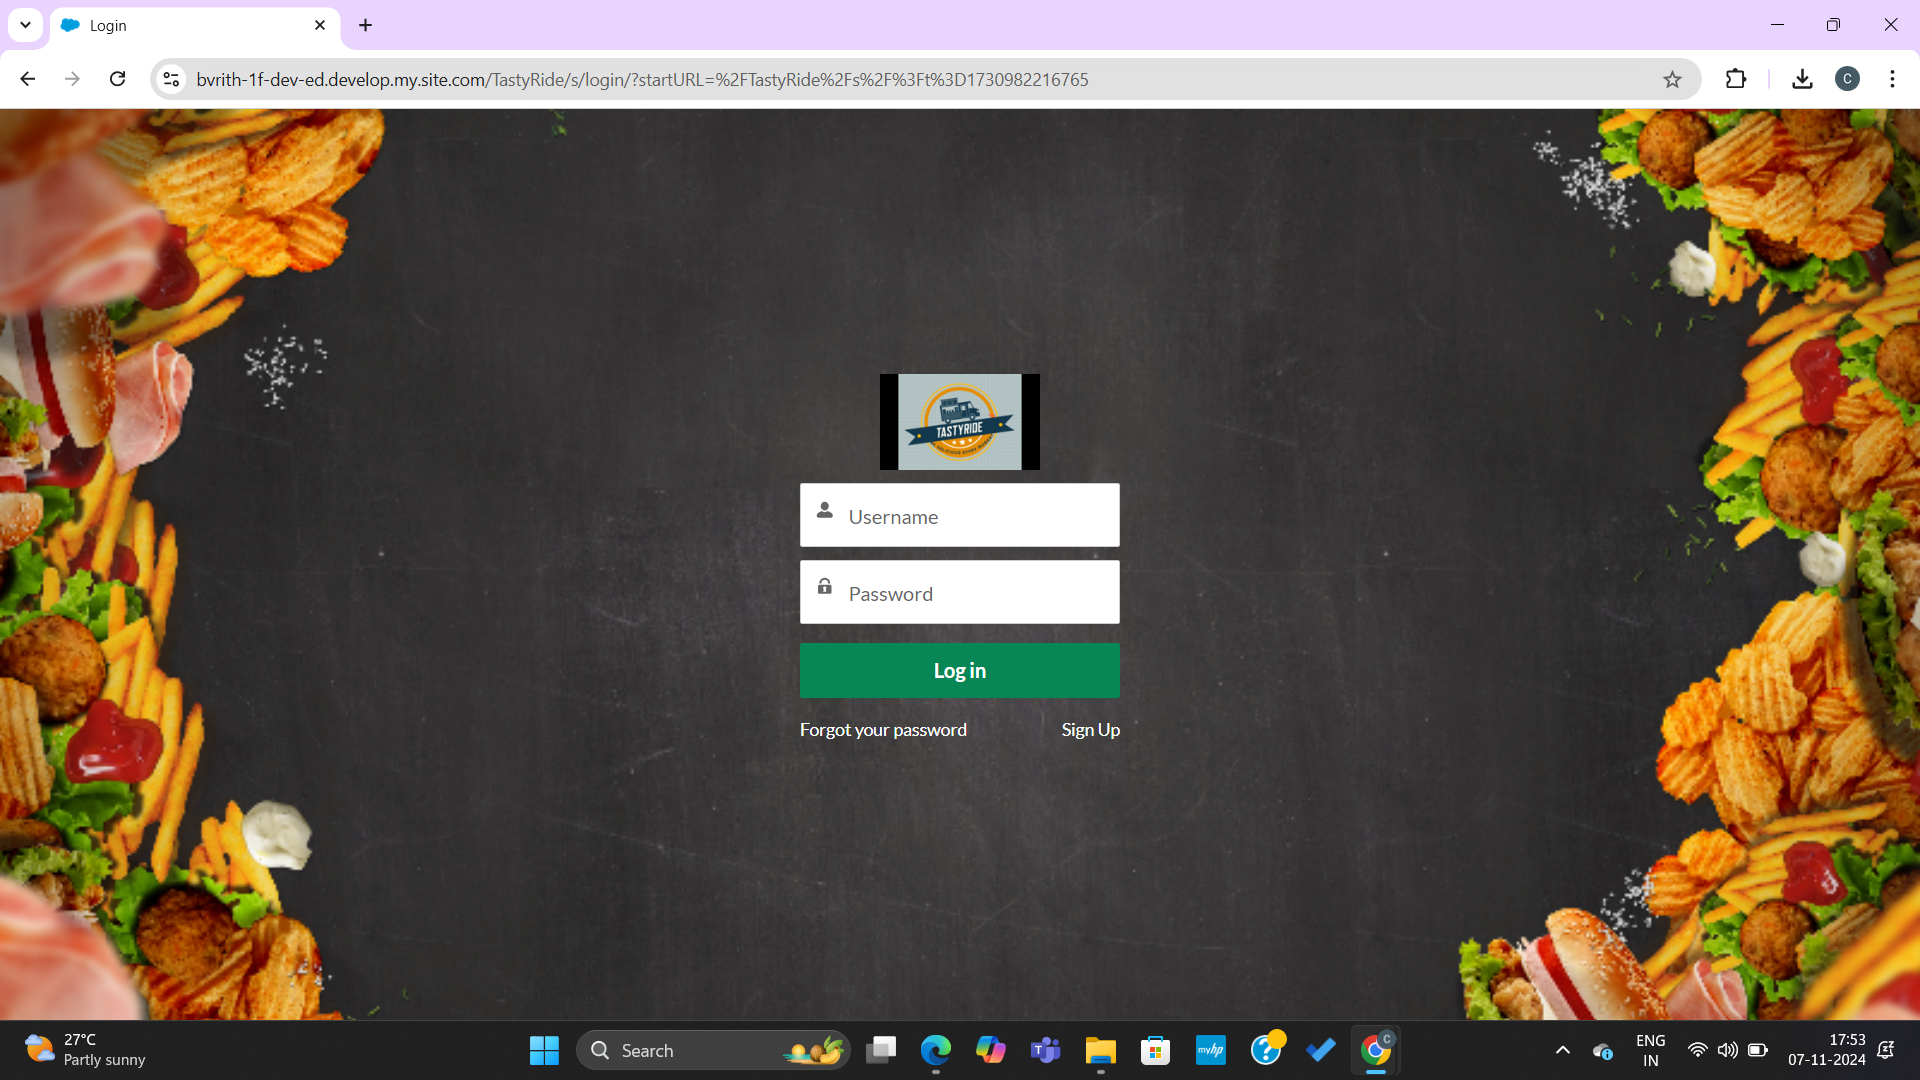 Login
bvrith-1f-dev-ed.develop.my.site.com/TastyRide/s/login/?startURL=%2FTastyRide%2Fs%2F%3Ft%3D1730982216765
C
TASTYRIDE
Username
Password
Log in
Forgot your password
Sign Up
27°C
Partly sunny
Search
myhp
C
ENG
IN
17:53
07-11-2024